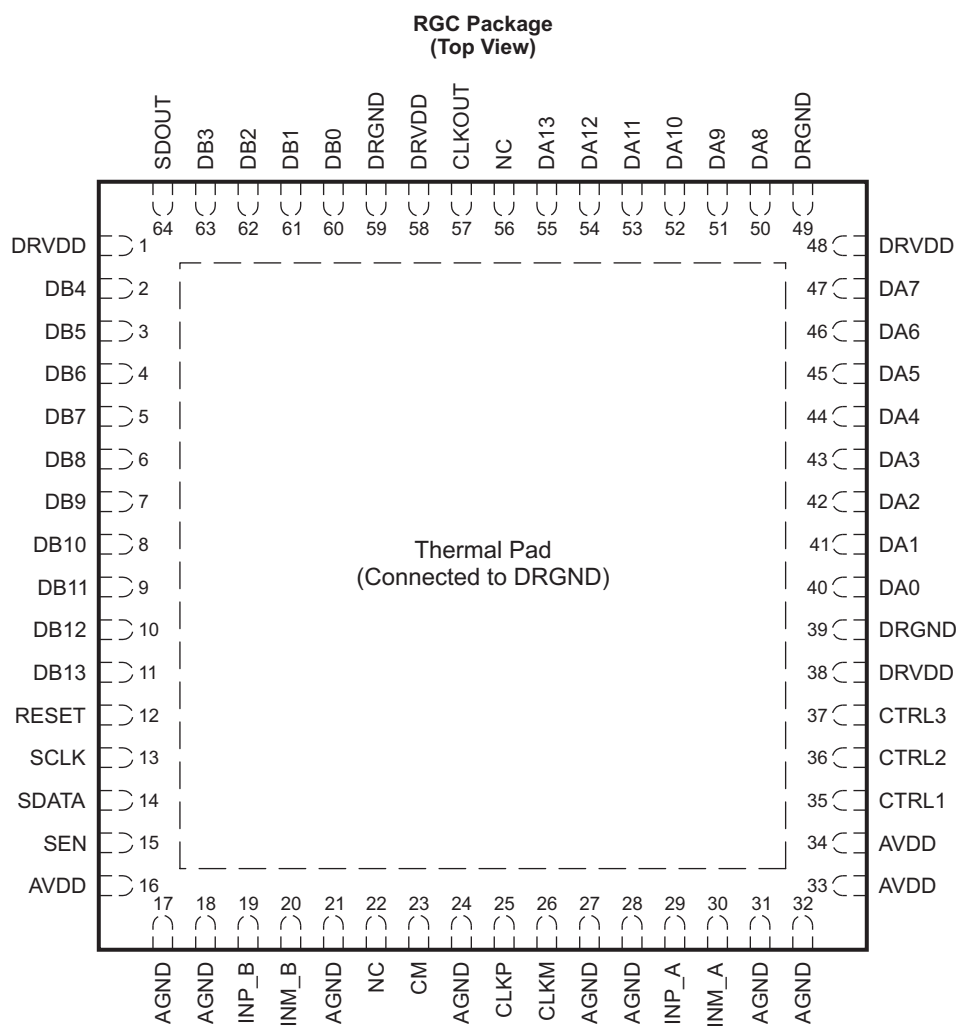 RGC Package
(Top View)
SDOUT
DB3
DB2
DB1
DB0
DRGND
DRVDD
CLKOUT
NC
DA13
DA12
DA11
DA10
DA9
DA8
DRGND
64 63 62 61 60 59 58 57 56 55 54 53 52 51 50 49
DRVDD 1 48 DRVDD
DB4 2 47 DA7
DB5 3 46 DA6
DB6 4 45 DA5
DB7 5 44 DA4
DB8 6 43 DA3
DB9 7 42 DA2
DB10 8 41 DA1
Thermal Pad
(Connected to DRGND)
DB11 9 40 DA0
DB12 10 39 DRGND
DB13 11 38 DRVDD
RESET 12 37 CTRL3
SCLK 13 36 CTRL2
SDATA 14 35 CTRL1
SEN 15 34 AVDD
AVDD 16 33 AVDD
17 18 19 20 21 22 23 24 25 26 27 28 29 30 31 32
AGND
AGND
INP_B
INM_B
AGND
NC
CM
AGND
CLKP
CLKM
AGND
AGND
INP_A
INM_A
AGND
AGND